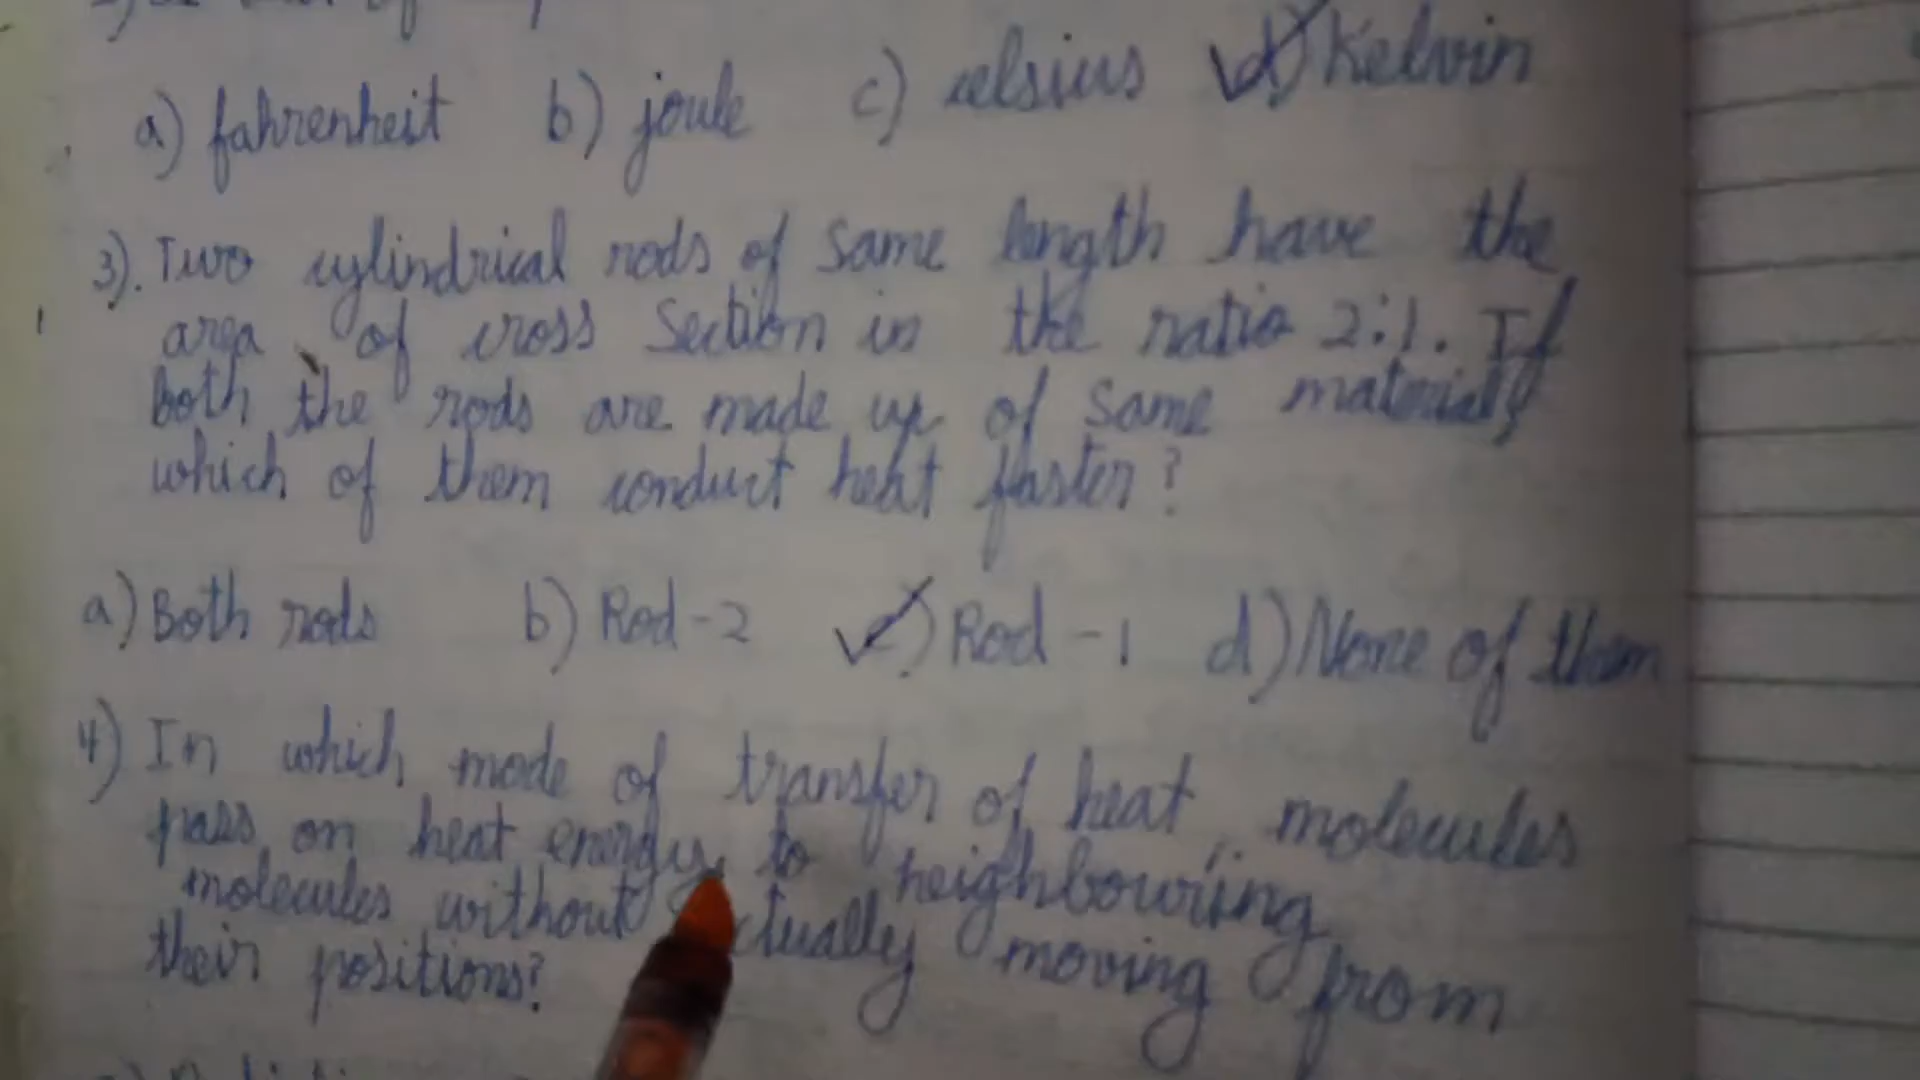 a) fahrenheit b) joule c) celsius d) Kelvin
3). Two cylindrical rods of same length have the
area of cross section in the ratio 2:1. If
both the rods are made up of same material,
which of them conduct heat faster?
a) Both rods b) Rod-2 c) Rod-1 d) None of them
4) In which mode of transfer of heat, molecules
pass on heat energy to neighbouring
molecules without actually moving from
their positions?